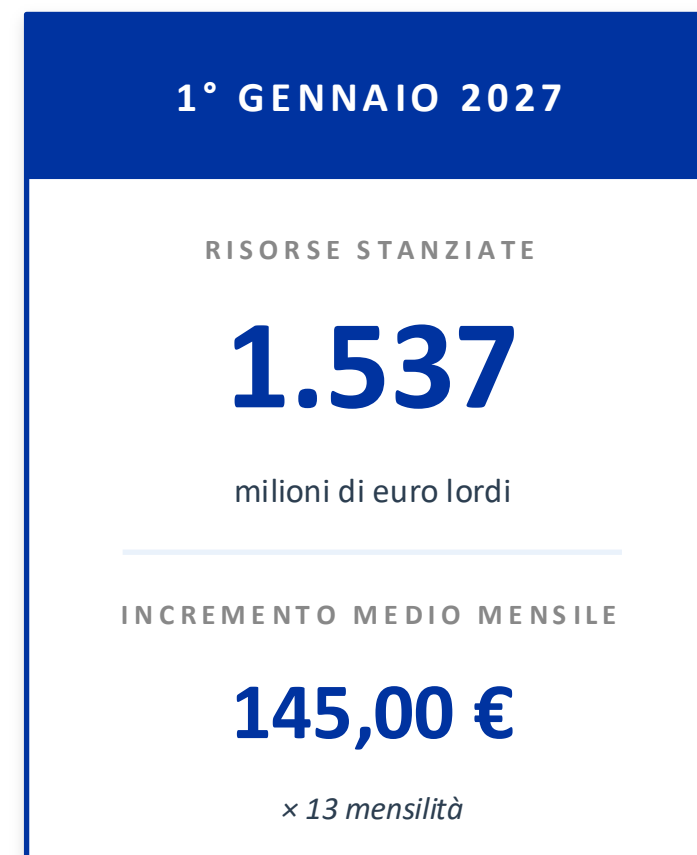 1° GENNAIO 2027
RISORSE STANZIATE
1.537
milioni di euro lordi
INCREMENTO MEDIO MENSILE
145,00 €
× 13 mensilità